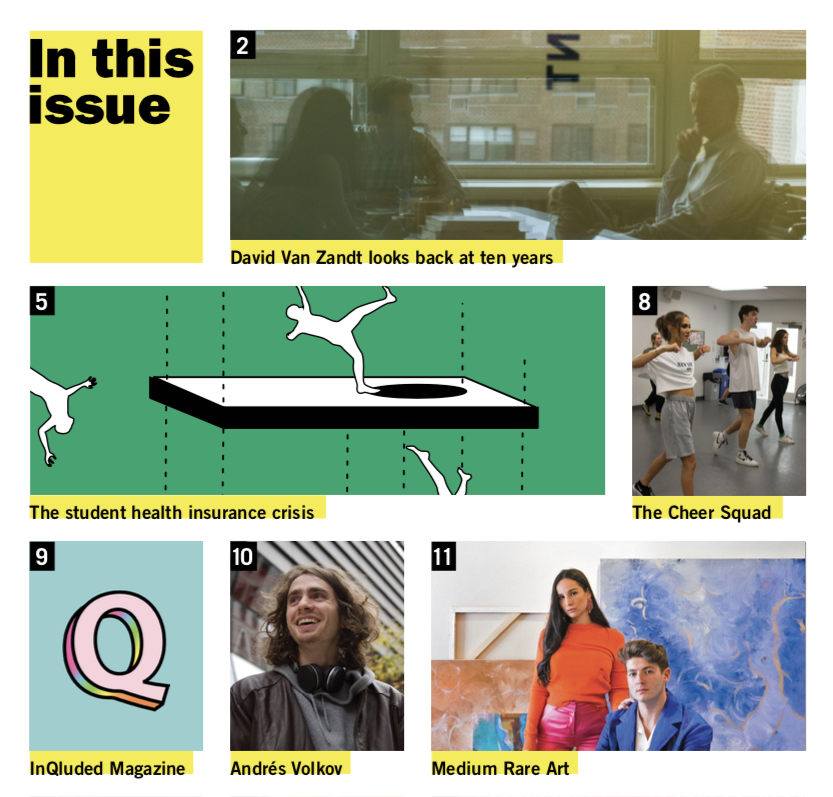 In this
issue
2
TN
David Van Zandt looks back at ten years
5
8
The student health insurance crisis
The Cheer Squad
9
10
11
Q
InQluded Magazine
Andrés Volkov
Medium Rare Art